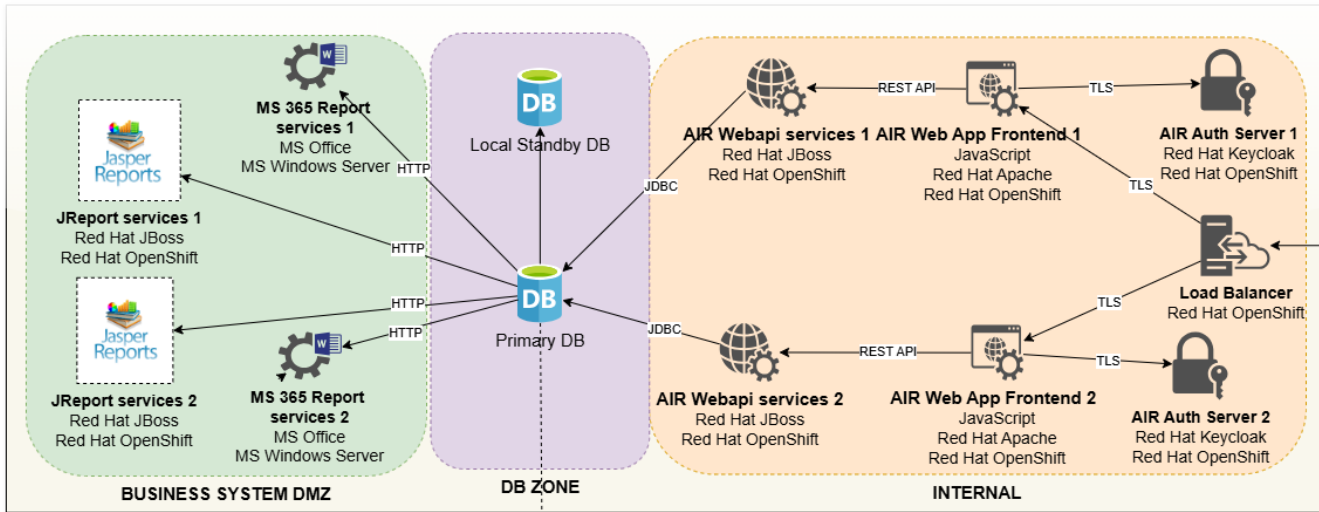 MS 365 Report
services 1
MS Office
MS Windows Server
Jasper
Reports
JReport services 1
Red Hat JBoss
Red Hat OpenShift
Jasper
Reports
JReport services 2
Red Hat JBoss
Red Hat OpenShift
MS 365 Report
services 2
MS Office
MS Windows Server
W
W
BUSINESS SYSTEM DMZ
HTTP
HTTP
HTTP
HTTP
DB
Local Standby DB
DB
Primary DB
DB ZONE
JDBC
JDBC
AIR Webapi services 1
Red Hat JBoss
Red Hat OpenShift
REST API
AIR Web App Frontend 1
JavaScript
Red Hat Apache
Red Hat OpenShift
TLS
AIR Auth Server 1
Red Hat Keycloak
Red Hat OpenShift
TLS
Load Balancer
Red Hat OpenShift
TLS
AIR Webapi services 2
Red Hat JBoss
Red Hat OpenShift
REST API
AIR Web App Frontend 2
JavaScript
Red Hat Apache
Red Hat OpenShift
TLS
AIR Auth Server 2
Red Hat Keycloak
Red Hat OpenShift
INTERNAL